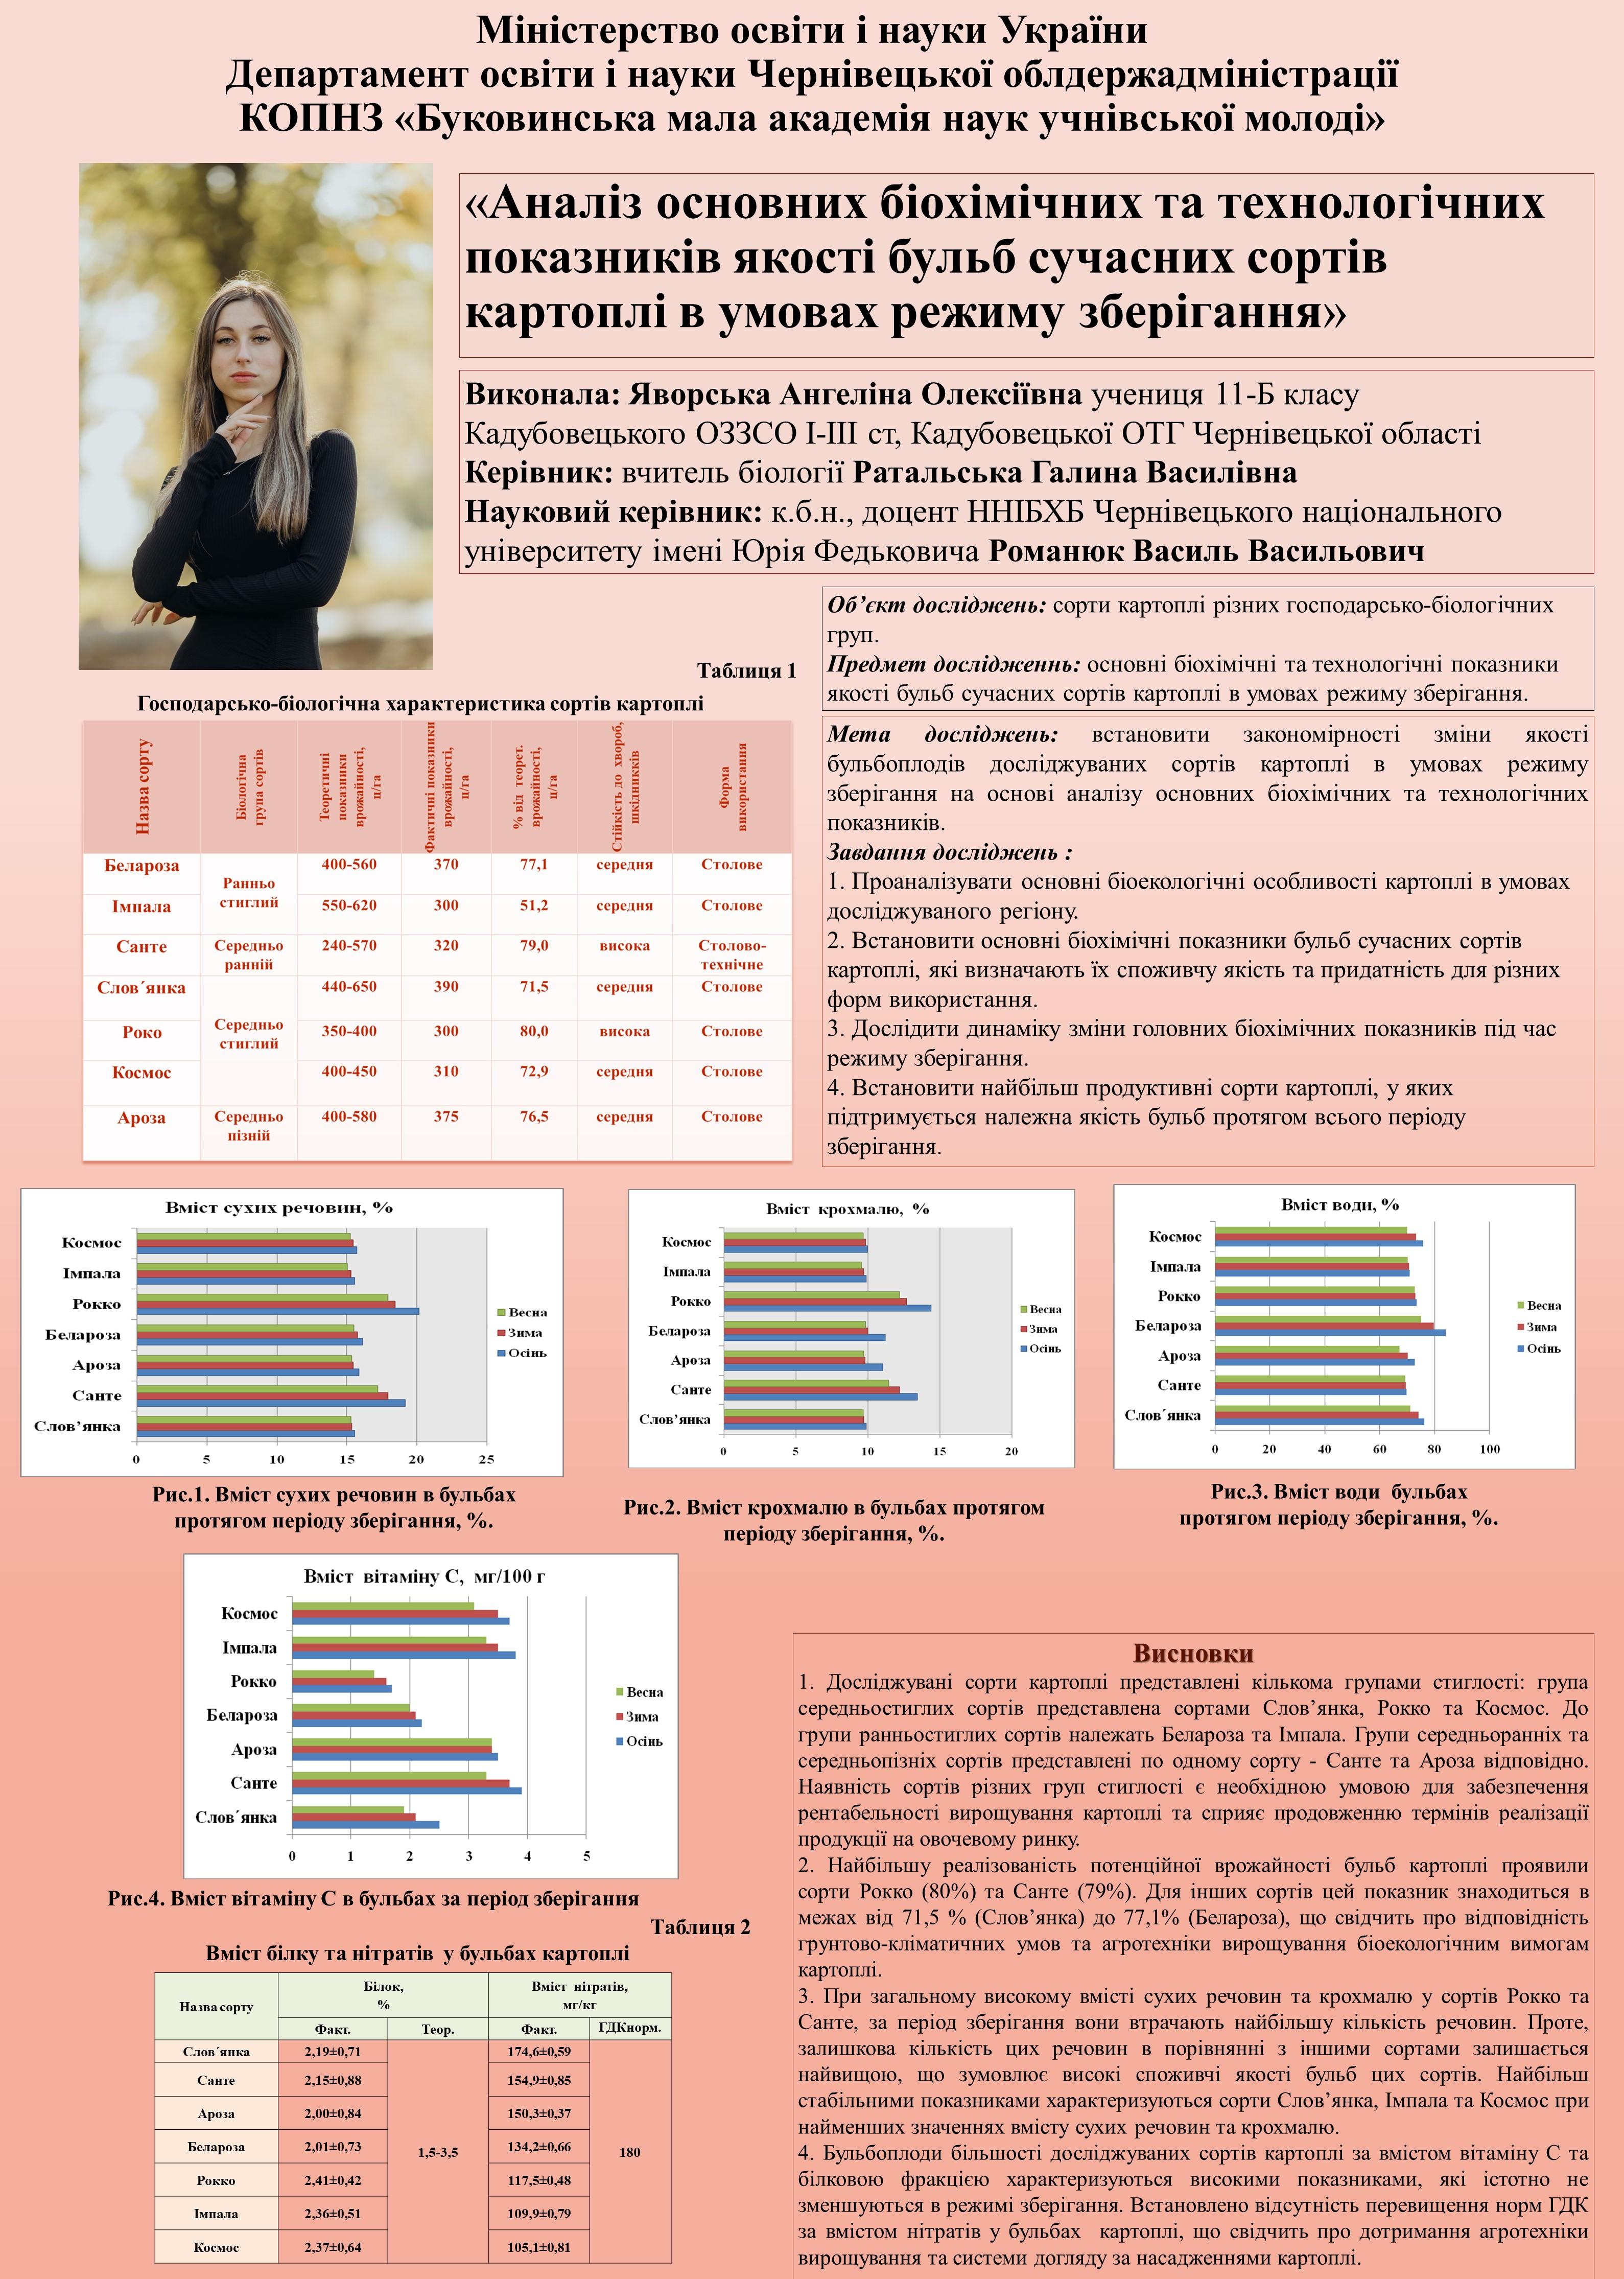 Міністерство освіти і науки України
Департамент освіти і науки Чернівецької облдержадміністрації
КОПНЗ «Буковинська мала академія наук учнівської молоді»
«Аналіз основних біохімічних та технологічних
показників якості бульб сучасних сортів
картоплі в умовах режиму зберігання»
Виконала: Яворська Ангеліна Олексіївна учениця 11-Б класу
Кадубовецького ОЗЗСО І-ІІІ ст, Кадубовецької ОТГ Чернівецької області
Керівник: вчитель біології Ратальська Галина Василівна
Науковий керівник: к.б.н., доцент ННІБХБ Чернівецького національного
університету імені Юрія Федьковича Романюк Василь Васильович
Об’єкт досліджень: сорти картоплі різних господарсько-біологічних
груп.
Предмет дослідженнь: основні біохімічні та технологічні показники
якості бульб сучасних сортів картоплі в умовах режиму зберігання.
Мета досліджень: встановити закономірності зміни якості
бульбоплодів досліджуваних сортів картоплі в умовах режиму
зберігання на основі аналізу основних біохімічних та технологічних
показників.
Завдання досліджень :
1. Проаналізувати основні біоекологічні особливості картоплі в умовах
досліджуваного регіону.
2. Встановити основні біохімічні показники бульб сучасних сортів
картоплі, які визначають їх споживчу якість та придатність для різних
форм використання.
3. Дослідити динаміку зміни головних біохімічних показників під час
режиму зберігання.
4. Встановити найбільш продуктивні сорти картоплі, у яких
підтримується належна якість бульб протягом всього періоду
зберігання.
Таблиця 1
Господарсько-біологічна характеристика сортів картоплі
Назва сорту
Біологічна
група сортів
Теоретичні
показники
врожайності,
ц/га
Фактичні показники
врожайності,
ц/га
% від теорет.
врожайності,
ц/га
Стійкість до хвороб,
шкідникків
Форма
використання
Белароза Ранньо стиглий 400-560 370 77,1 середня Столове
Імпала 550-620 300 51,2 середня Столове
Санте Середньо ранній 240-570 320 79,0 висока Столово-технічне
Слов´янка Середньо стиглий 440-650 390 71,5 середня Столове
Роко 350-400 300 80,0 висока Столове
Космос 400-450 310 72,9 середня Столове
Ароза Середньо пізній 400-580 375 76,5 середня Столове
Вміст сухих речовин, %
Космос
Імпала
Рокко
Белароза
Ароза
Санте
Слов’янка
0 5 10 15 20 25
Весна
Зима
Осінь
Рис.1. Вміст сухих речовин в бульбах
протягом періоду зберігання, %.
Вміст крохмалю, %
Космос
Імпала
Рокко
Белароза
Ароза
Санте
Слов’янка
0 5 10 15 20
Весна
Зима
Осінь
Рис.2. Вміст крохмалю в бульбах протягом
періоду зберігання, %.
Вміст води, %
Космос
Імпала
Рокко
Белароза
Ароза
Санте
Слов´янка
0 20 40 60 80 100
Весна
Зима
Осінь
Рис.3. Вміст води бульбах
протягом періоду зберігання, %.
Вміст вітаміну С, мг/100 г
Космос
Імпала
Рокко
Белароза
Ароза
Санте
Слов´янка
0 1 2 3 4 5
Весна
Зима
Осінь
Рис.4. Вміст вітаміну С в бульбах за період зберігання
Таблиця 2
Вміст білку та нітратів у бульбах картоплі
Назва сорту
Білок,
%
Вміст нітратів,
мг/кг
Факт. Теор. Факт. ГДКнорм.
Слов´янка 2,19±0,71 174,6±0,59
Санте 2,15±0,88 154,9±0,85
Ароза 2,00±0,84 150,3±0,37
Белароза 2,01±0,73 1,5-3,5 134,2±0,66 180
Рокко 2,41±0,42 117,5±0,48
Імпала 2,36±0,51 109,9±0,79
Космос 2,37±0,64 105,1±0,81
Висновки
1. Досліджувані сорти картоплі представлені кількома групами стиглості: група
середньостиглих сортів представлена сортами Слов’янка, Рокко та Космос. До
групи ранньостиглих сортів належать Белароза та Імпала. Групи середньоранніх та
середньопізніх сортів представлені по одному сорту - Санте та Ароза відповідно.
Наявність сортів різних груп стиглості є необхідною умовою для забезпечення
рентабельності вирощування картоплі та сприяє продовженню термінів реалізації
продукції на овочевому ринку.
2. Найбільшу реалізованість потенційної врожайності бульб картоплі проявили
сорти Рокко (80%) та Санте (79%). Для інших сортів цей показник знаходиться в
межах від 71,5 % (Слов’янка) до 77,1% (Белароза), що свідчить про відповідність
грунтово-кліматичних умов та агротехніки вирощування біоекологічним вимогам
картоплі.
3. При загальному високому вмісті сухих речовин та крохмалю у сортів Рокко та
Санте, за період зберігання вони втрачають найбільшу кількість речовин. Проте,
залишкова кількість цих речовин в порівнянні з іншими сортами залишається
найвищою, що зумовлює високі споживчі якості бульб цих сортів. Найбільш
стабільними показниками характеризуються сорти Слов’янка, Імпала та Космос при
найменших значеннях вмісту сухих речовин та крохмалю.
4. Бульбоплоди більшості досліджуваних сортів картоплі за вмістом вітаміну С та
білковою фракцією характеризуються високими показниками, які істотно не
зменшуються в режимі зберігання. Встановлено відсутність перевищення норм ГДК
за вмістом нітратів у бульбах картоплі, що свідчить про дотримання агротехніки
вирощування та системи догляду за насадженнями картоплі.